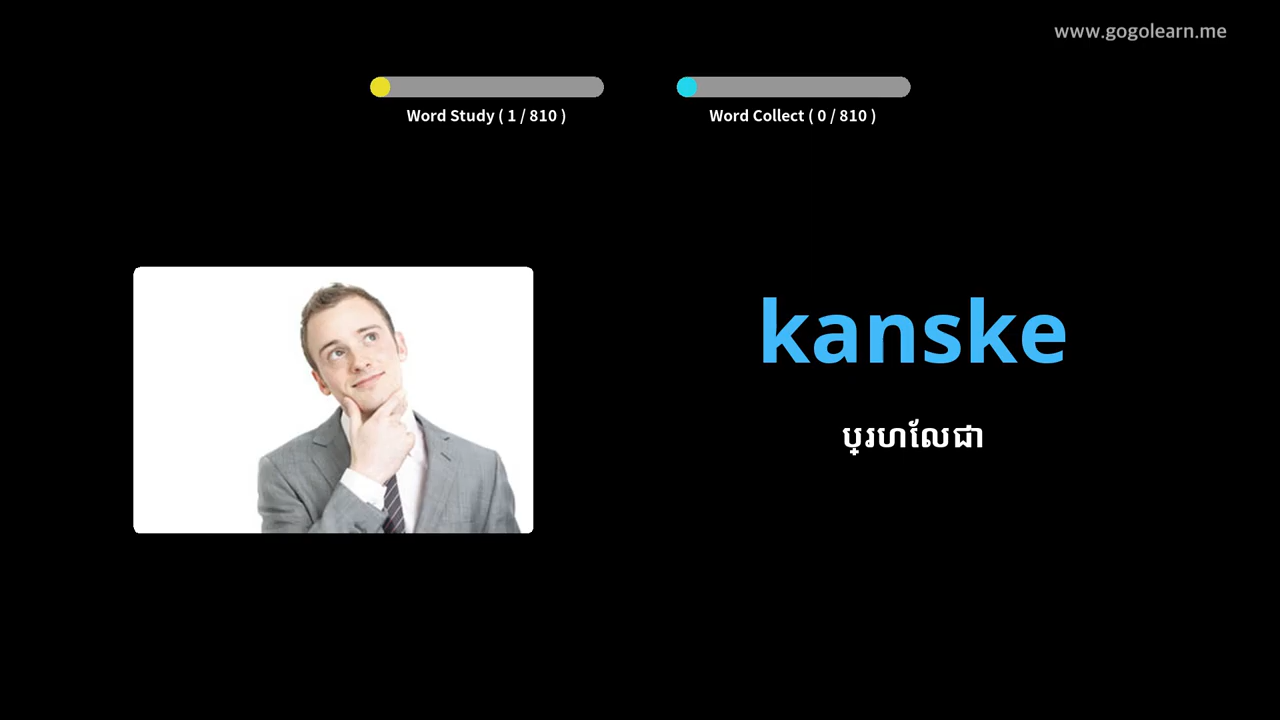 www.gogolearn.me
Word Study ( 1 / 810 )
Word Collect ( 0 / 810 )
kanske
ប្រហលែជា